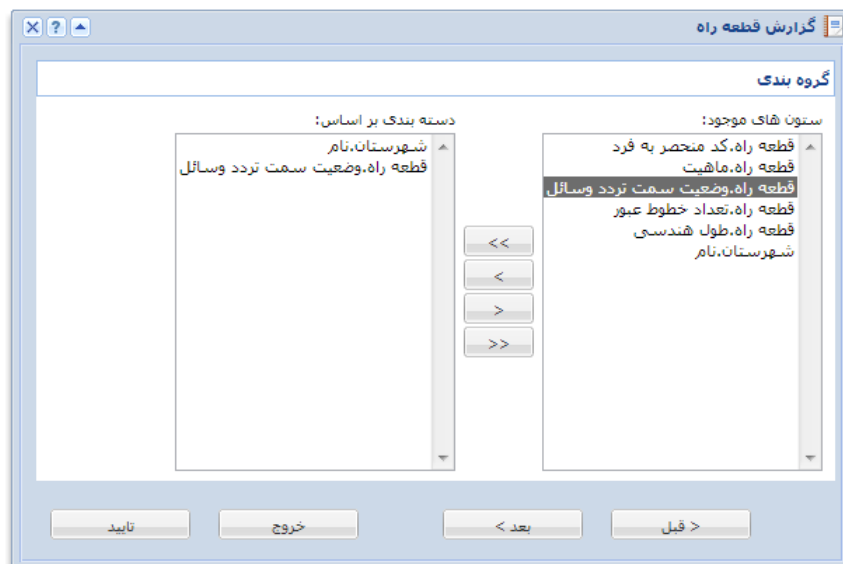 گزارش قطعه راه
گروه بندی
ستون های موجود:
قطعه راه.کد منحصر به فرد
قطعه راه.ماهیت
قطعه راه.وضعیت سمت تردد وسائل
قطعه راه.تعداد خطوط عبور
قطعه راه.طول هندسی
شهرستان.نام
<<
<
>
>>
دسته بندی بر اساس:
شهرستان.نام
قطعه راه.وضعیت سمت تردد وسائل
< قبل
بعد >
خروج
تایید